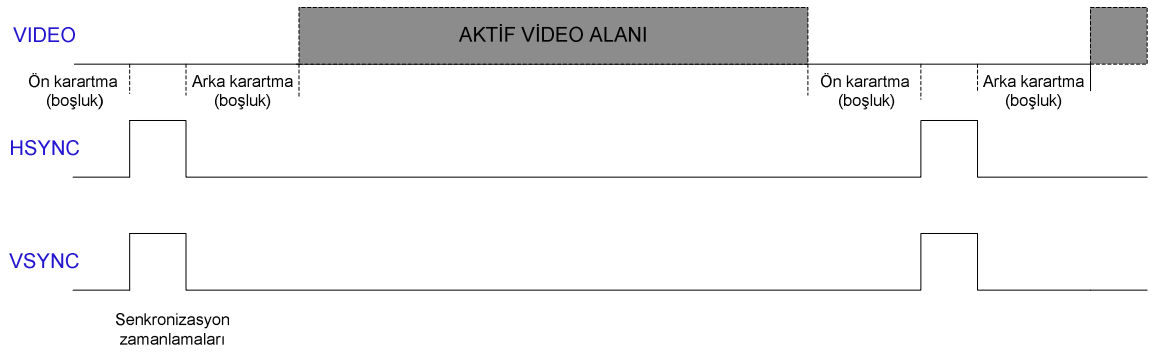 VIDEO
AKTİF VİDEO ALANI
Ön karartma
(boşluk)
Arka karartma
(boşluk)
Ön karartma
(boşluk)
Arka karartma
(boşluk)
HSYNC
VSYNC
Senkronizasyon
zamanlamaları